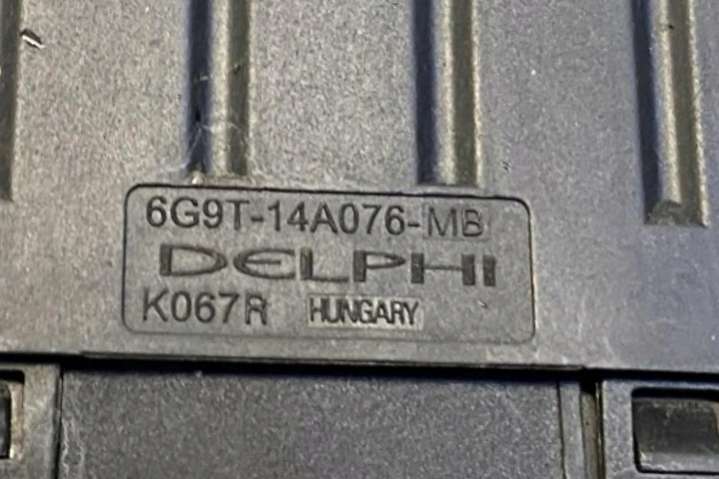 6G9T-14A076-MB
DELPHI
K067R HUNGARY